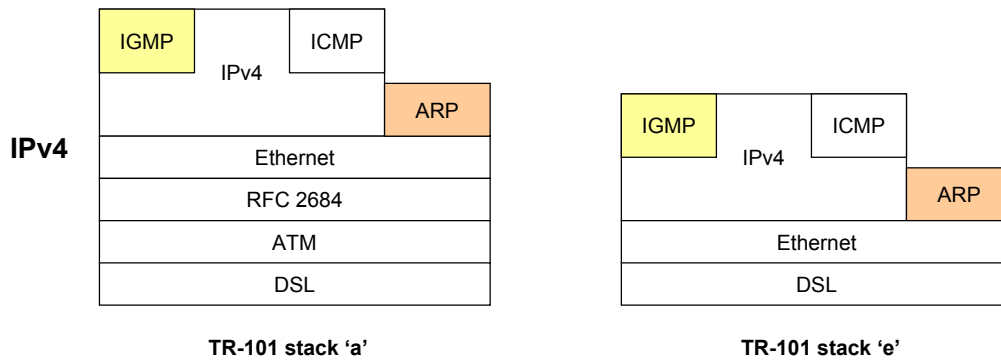 IPv4
IGMP
IPv4
ICMP
ARP
Ethernet
RFC 2684
ATM
DSL
TR-101 stack ‘a’
IGMP
IPv4
ICMP
ARP
Ethernet
DSL
TR-101 stack ‘e’